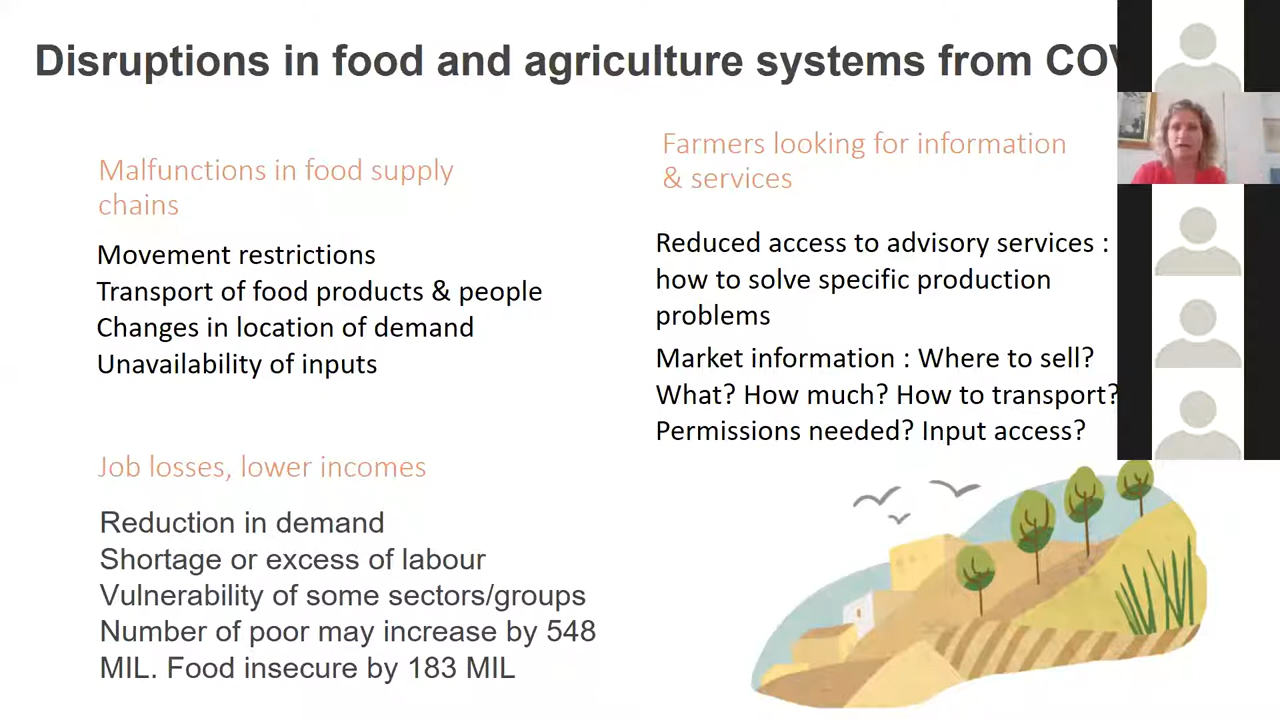 Disruptions in food and agriculture systems from COV
Malfunctions in food supply
chains
Movement restrictions
Transport of food products & people
Changes in location of demand
Unavailability of inputs
Job losses, lower incomes
Reduction in demand
Shortage or excess of labour
Vulnerability of some sectors/groups
Number of poor may increase by 548
MIL. Food insecure by 183 MIL
Farmers looking for information
& services
Reduced access to advisory services :
how to solve specific production
problems
Market information : Where to sell?
What? How much? How to transport?
Permissions needed? Input access?